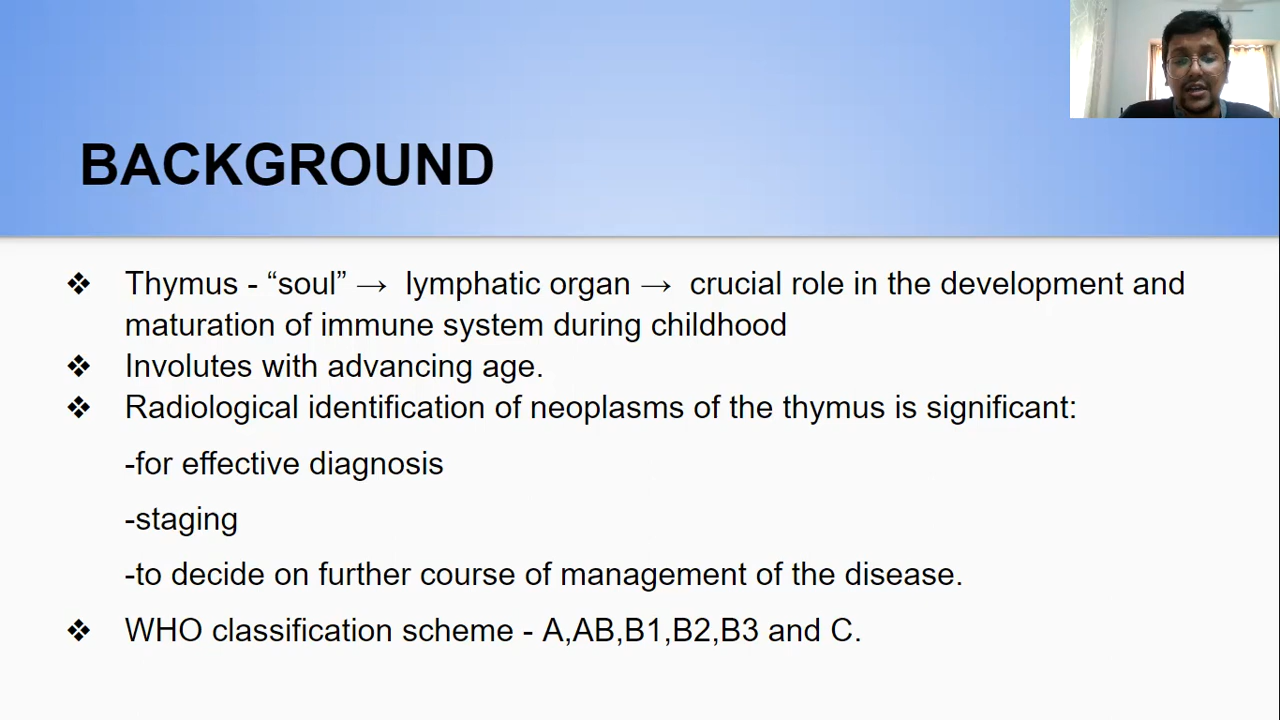 BACKGROUND
❖ Thymus - “soul” → lymphatic organ → crucial role in the development and
maturation of immune system during childhood
❖ Involutes with advancing age.
❖ Radiological identification of neoplasms of the thymus is significant:
-for effective diagnosis
-staging
-to decide on further course of management of the disease.
❖ WHO classification scheme - A,AB,B1,B2,B3 and C.